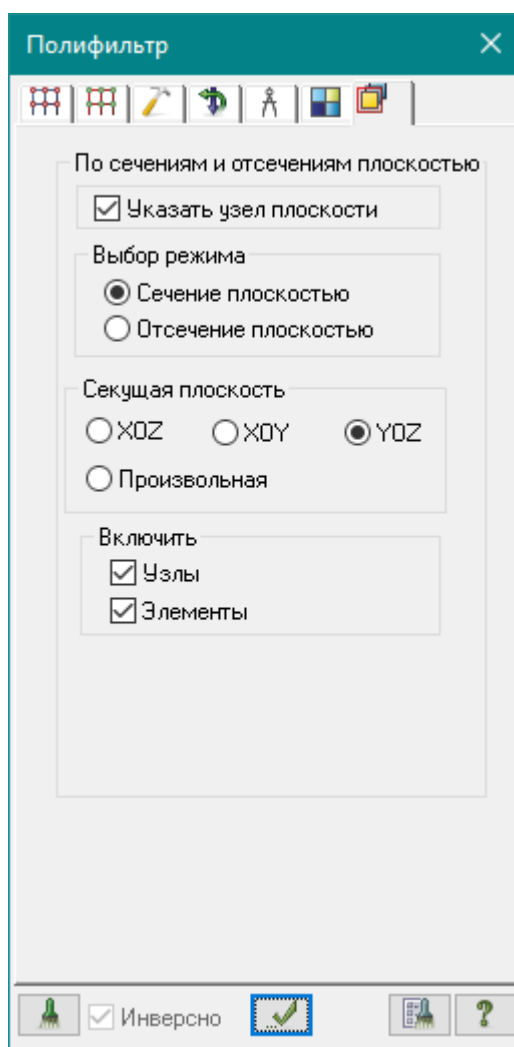 Полифильтр
По сечениям и отсечениям плоскостью
Указать узел плоскости
Выбор режима
Сечение плоскостью
Отсечение плоскостью
Секущая плоскость
X0Z X0Y Y0Z
Произвольная
Включить
Узлы
Элементы
Инверсно
?